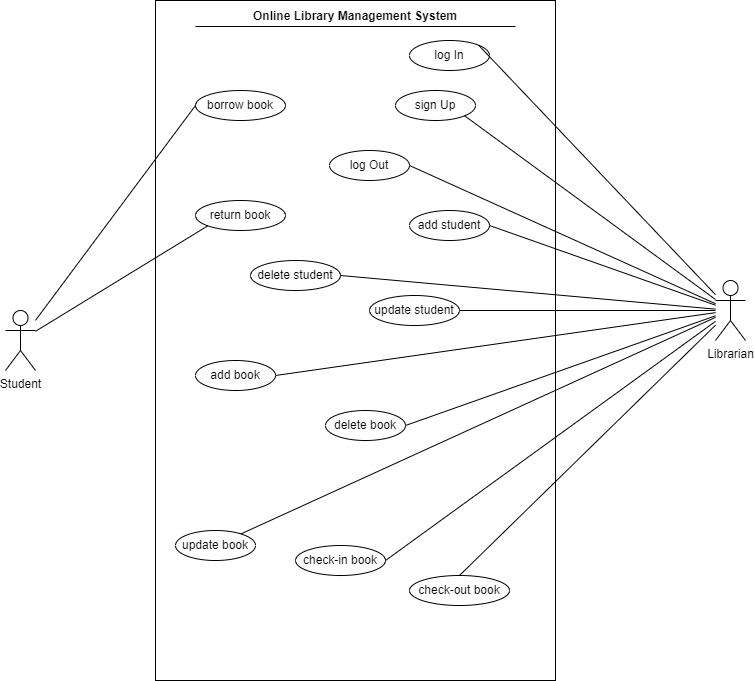 Online Library Management System
log In
borrow book
sign Up
log Out
return book
add student
delete student
update student
Student
Librarian
add book
delete book
update book
check-in book
check-out book